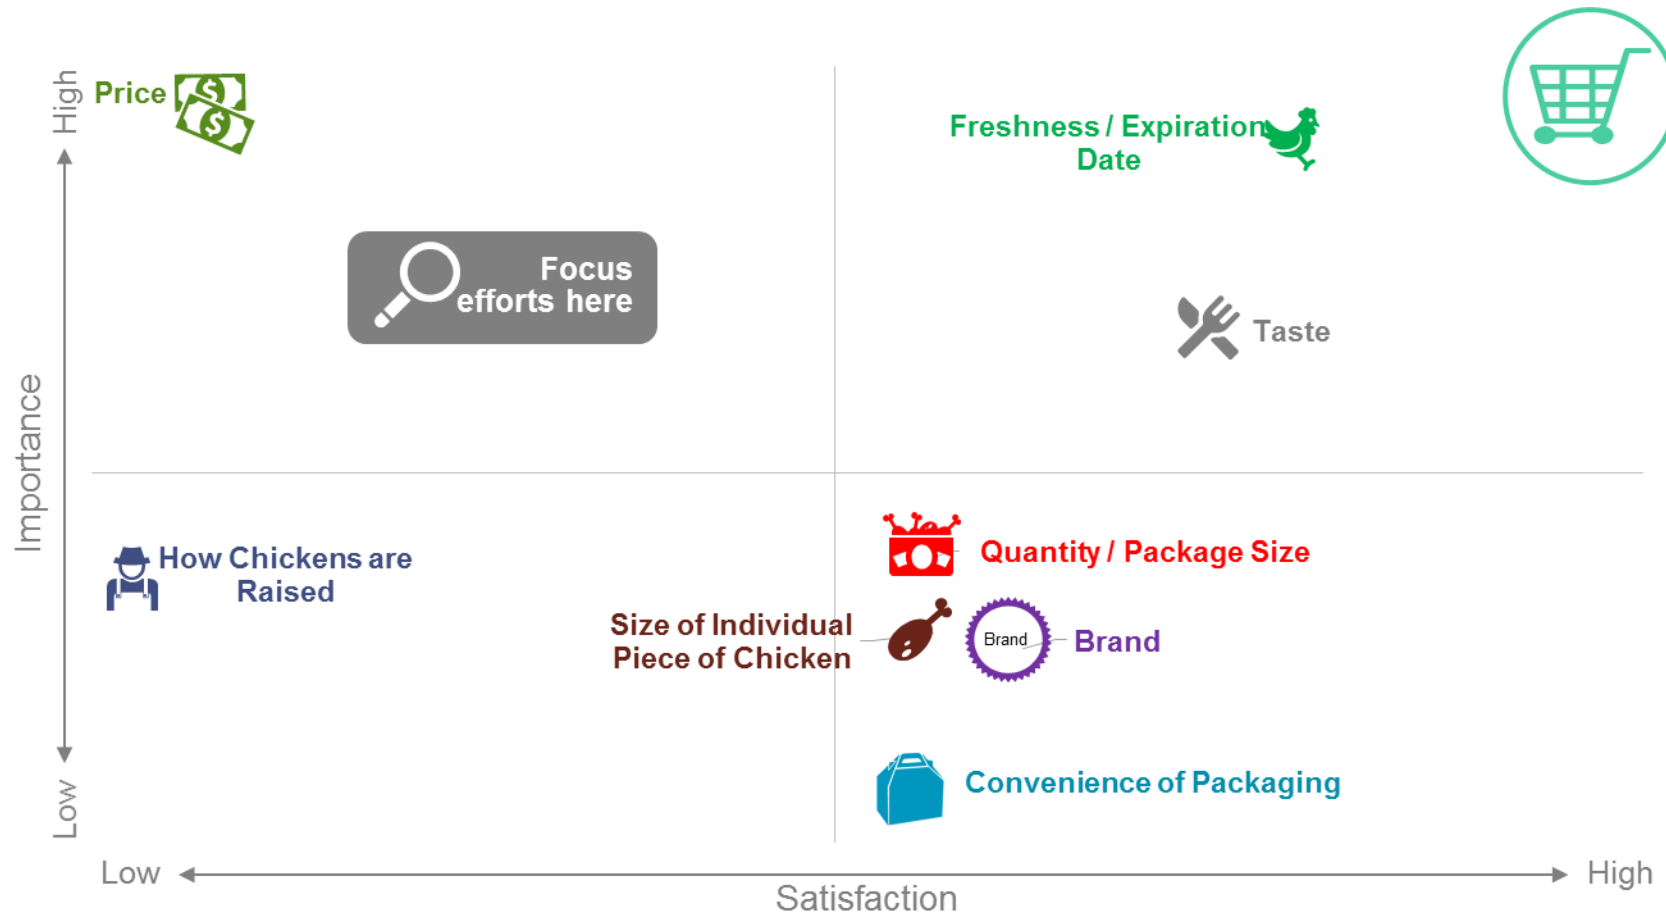 High
Price
Freshness / Expiration
Date
Focus
efforts here
Taste
Importance
How Chickens are
Raised
Quantity / Package Size
Size of Individual
Piece of Chicken
Brand
Brand
Convenience of Packaging
Low
Low
High
Satisfaction